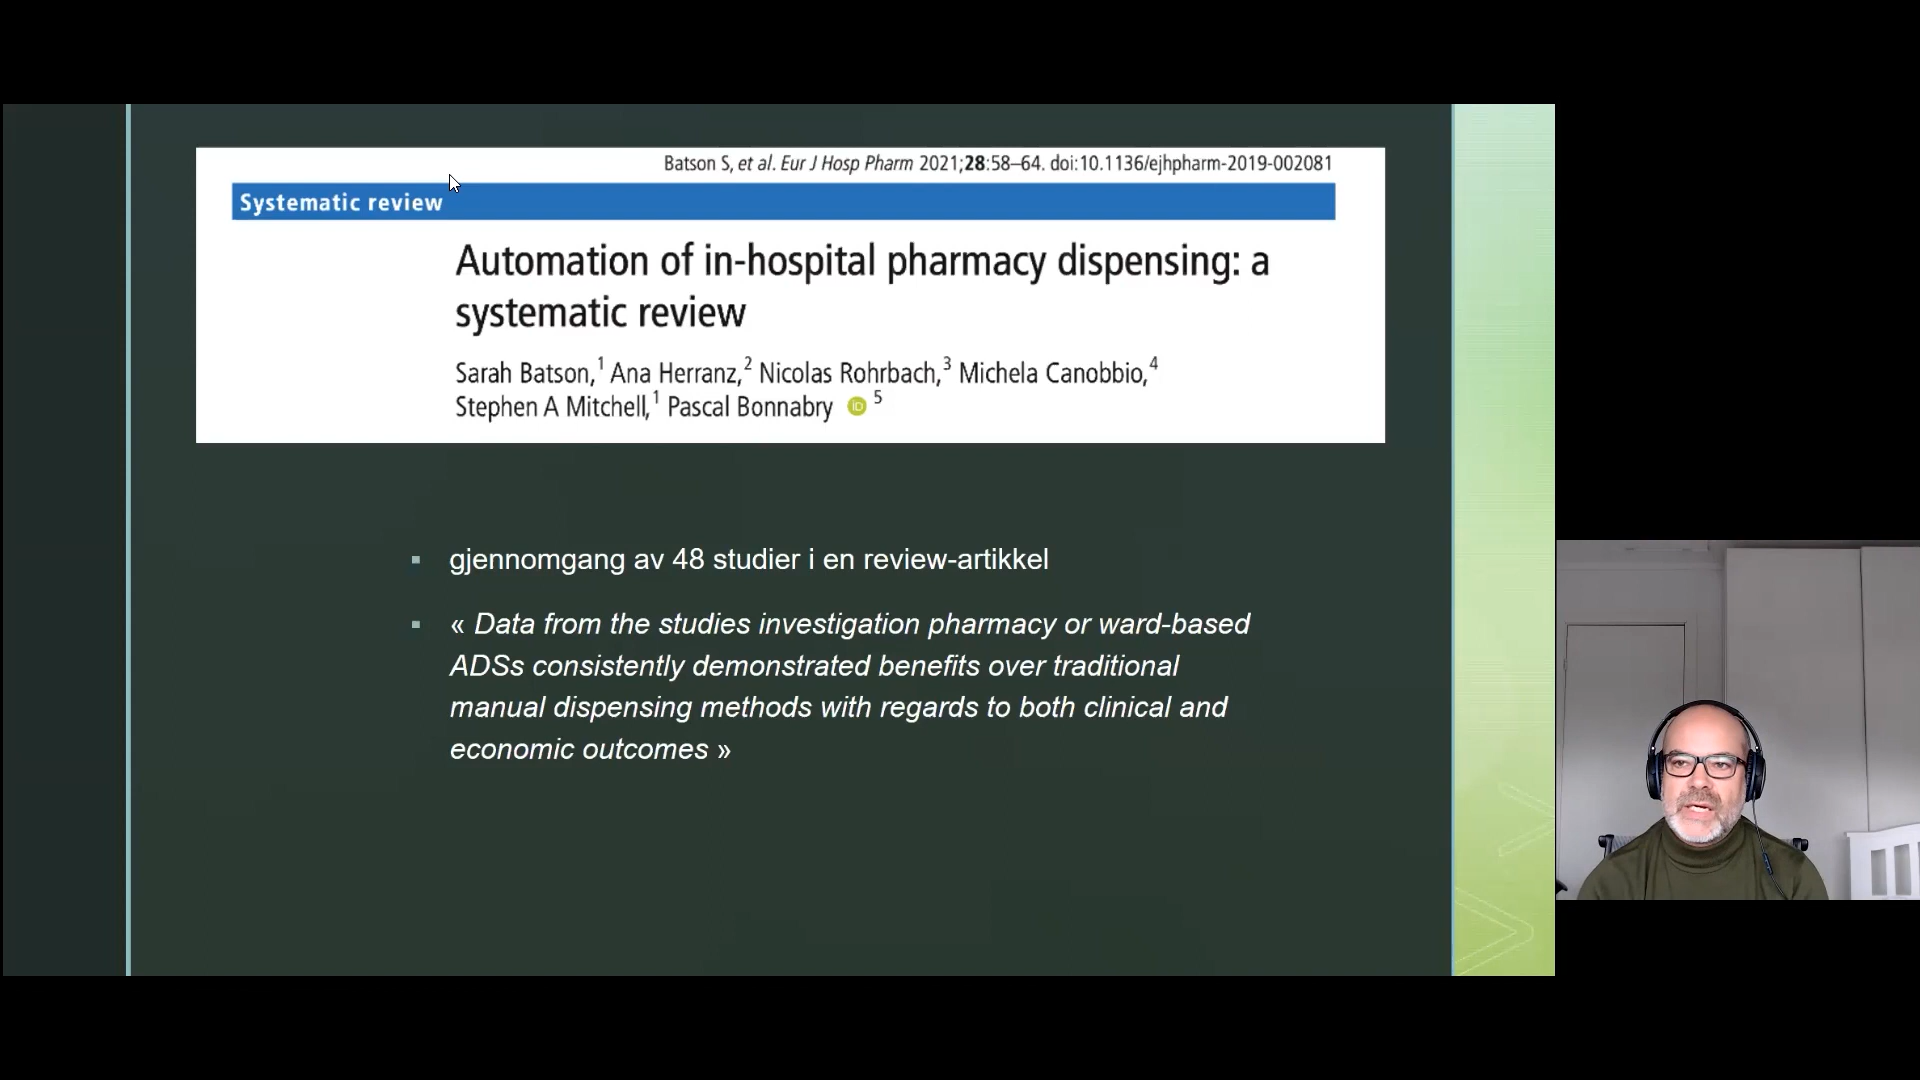 Batson S, et al. Eur J Hosp Pharm 2021;28:58–64. doi:10.1136/ejhpharm-2019-002081
Systematic review
Automation of in-hospital pharmacy dispensing: a
systematic review
Sarah Batson,1 Ana Herranz,2 Nicolas Rohrbach,3 Michela Canobbio,4
Stephen A Mitchell,1 Pascal Bonnabry iD 5
▪ gjennomgang av 48 studier i en review-artikkel
▪ « Data from the studies investigation pharmacy or ward-based
ADSs consistently demonstrated benefits over traditional
manual dispensing methods with regards to both clinical and
economic outcomes »